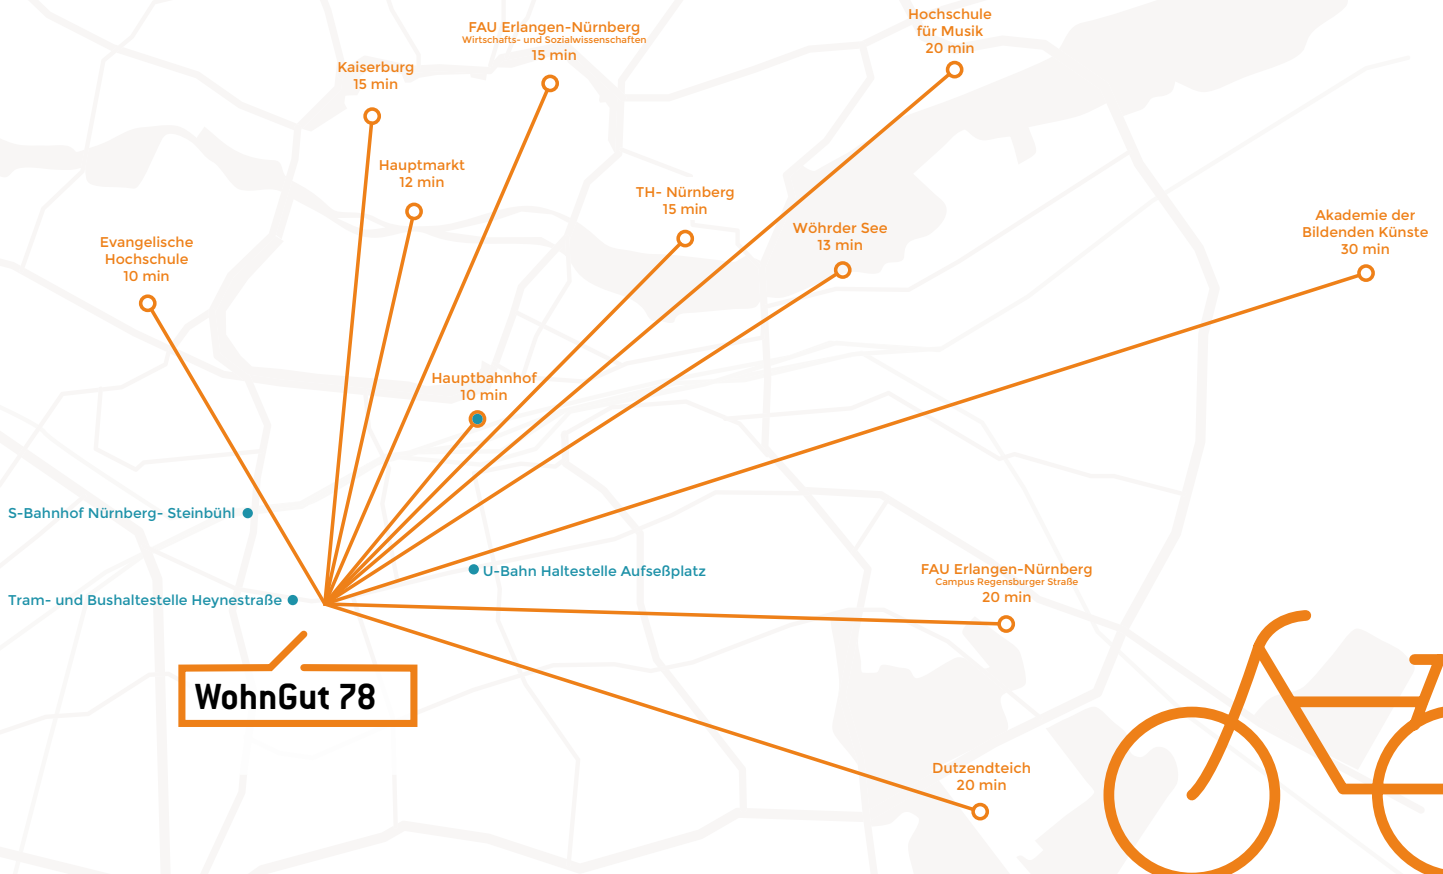 Hochschule
für Musik
20 min
FAU Erlangen-Nürnberg
Wirtschafts- und Sozialwissenschaften
15 min
Kaiserburg
15 min
Hauptmarkt
12 min
TH- Nürnberg
15 min
Wöhrder See
13 min
Akademie der
Bildenden Künste
30 min
Evangelische
Hochschule
10 min
Hauptbahnhof
10 min
S-Bahnhof Nürnberg- Steinbühl
U-Bahn Haltestelle Aufseßplatz
FAU Erlangen-Nürnberg
Campus Regensburger Straße
20 min
Tram- und Bushaltestelle Heynestraße
WohnGut 78
Dutzendteich
20 min